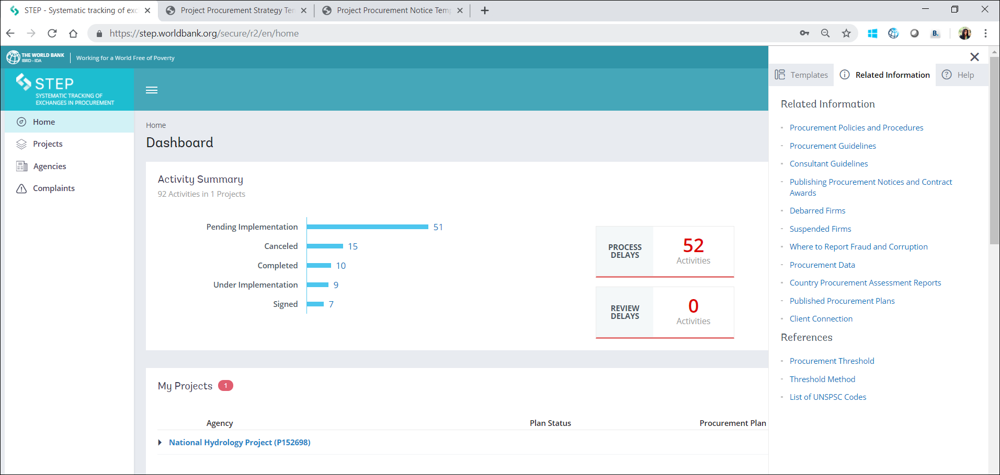 STEP - Systematic tracking of exc
Project Procurement Strategy Tem
Project Procurement Notice Temp
https://step.worldbank.org/secure/r2/en/home
B.
THE WORLD BANK
IBRD - IDA
Working for a World Free of Poverty
STEP
SYSTEMATIC TRACKING OF
EXCHANGES IN PROCUREMENT
Home
Projects
Agencies
Complaints
Home
Dashboard
Activity Summary
92 Activities in 1 Projects
Pending Implementation 51
Canceled 15
Completed 10
Under Implementation 9
Signed 7
PROCESS
DELAYS
52
Activities
REVIEW
DELAYS
0
Activities
My Projects 1
Agency Plan Status Procurement Plan
National Hydrology Project (P152698)
Templates Related Information Help
Related Information
Procurement Policies and Procedures
Procurement Guidelines
Consultant Guidelines
Publishing Procurement Notices and Contract
Awards
Debarred Firms
Suspended Firms
Where to Report Fraud and Corruption
Procurement Data
Country Procurement Assessment Reports
Published Procurement Plans
Client Connection
References
Procurement Threshold
Threshold Method
List of UNSPSC Codes